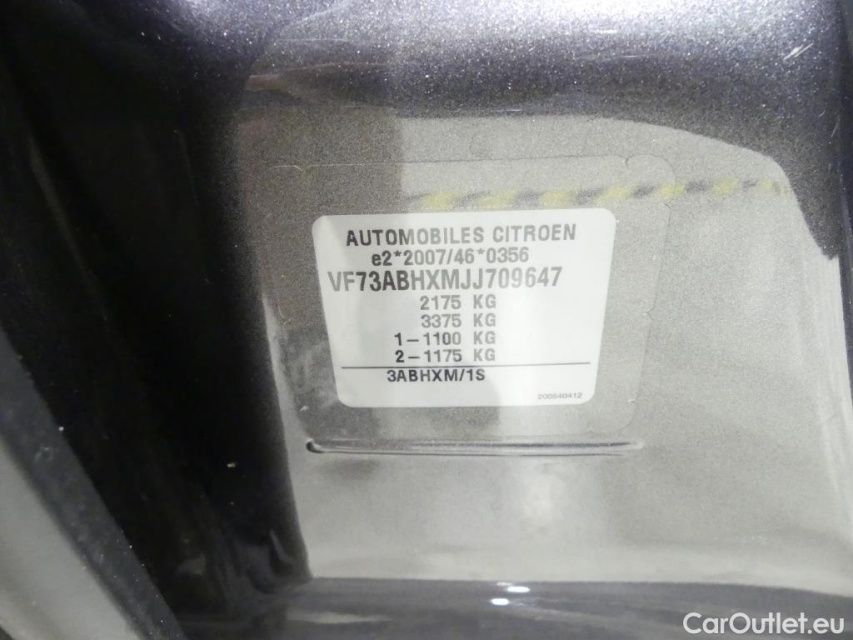 AUTOMOBILES CITROEN
e2*2007/46*0356
VF73ABHXMJJ709647
2175 KG
3375 KG
1-1100 KG
2-1175 KG
3ABHXM/1S
200540412
CarOutlet.eu